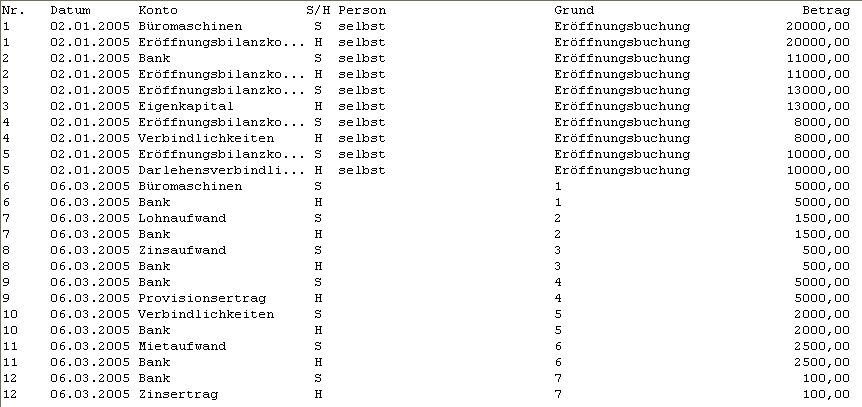 Nr. Datum Konto S/H Person Grund Betrag
1 02.01.2005 Büromaschinen S selbst Eröffnungsbuchung 20000,00
1 02.01.2005 Eröffnungsbilanzko... H selbst Eröffnungsbuchung 20000,00
2 02.01.2005 Bank S selbst Eröffnungsbuchung 11000,00
2 02.01.2005 Eröffnungsbilanzko... H selbst Eröffnungsbuchung 11000,00
3 02.01.2005 Eröffnungsbilanzko... S selbst Eröffnungsbuchung 13000,00
3 02.01.2005 Eigenkapital H selbst Eröffnungsbuchung 13000,00
4 02.01.2005 Eröffnungsbilanzko... S selbst Eröffnungsbuchung 8000,00
4 02.01.2005 Verbindlichkeiten H selbst Eröffnungsbuchung 8000,00
5 02.01.2005 Eröffnungsbilanzko... S selbst Eröffnungsbuchung 10000,00
5 02.01.2005 Darlehensverbindli... H selbst Eröffnungsbuchung 10000,00
6 06.03.2005 Büromaschinen S 1 5000,00
6 06.03.2005 Bank H 1 5000,00
7 06.03.2005 Lohnaufwand S 2 1500,00
7 06.03.2005 Bank H 2 1500,00
8 06.03.2005 Zinsaufwand S 3 500,00
8 06.03.2005 Bank H 3 500,00
9 06.03.2005 Bank S 4 5000,00
9 06.03.2005 Provisionsertrag H 4 5000,00
10 06.03.2005 Verbindlichkeiten S 5 2000,00
10 06.03.2005 Bank H 5 2000,00
11 06.03.2005 Mietaufwand S 6 2500,00
11 06.03.2005 Bank H 6 2500,00
12 06.03.2005 Bank S 7 100,00
12 06.03.2005 Zinsertrag H 7 100,00